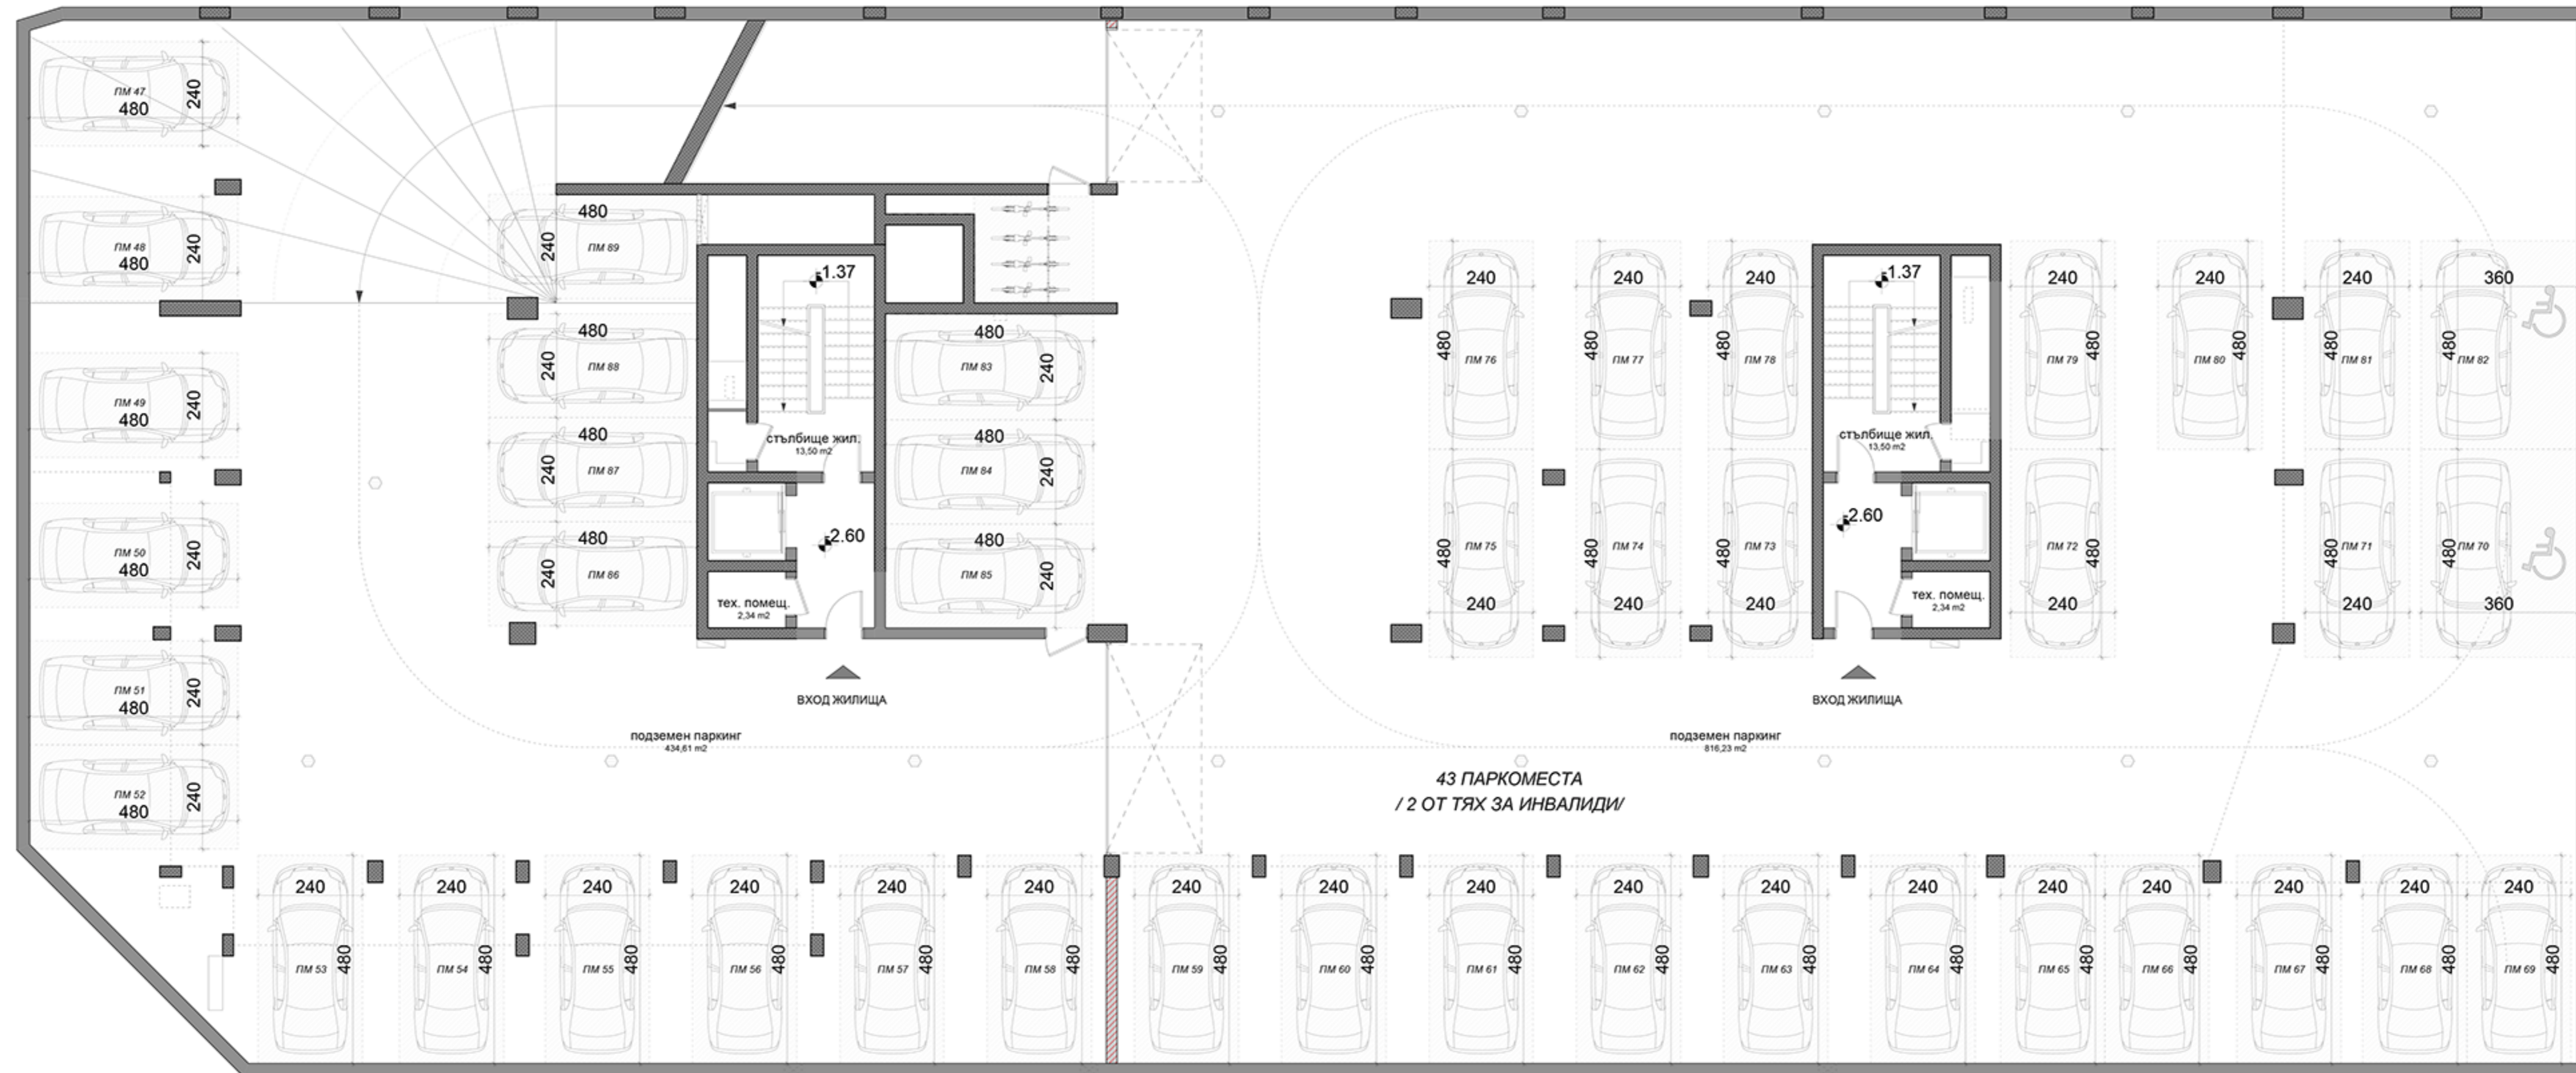 ПМ 47
480
240
ПМ 48
480
240
ПМ 49
480
240
ПМ 50
480
240
ПМ 51
480
240
ПМ 52
480
240
480
240
ПМ 89
480
240
ПМ 88
480
240
ПМ 87
480
240
ПМ 86
-1.37
стълбище жил.
13,50 m2
-2.60
тех. помещ.
2,34 m2
480
ПМ 83
240
480
ПМ 84
240
480
ПМ 85
240
ВХОД ЖИЛИЩА
подземен паркинг
434,61 m2
240
480
ПМ 76
240
480
ПМ 77
240
480
ПМ 78
-1.37
стълбище жил.
13,50 m2
-2.60
тех. помещ.
2,34 m2
240
ПМ 79
480
240
ПМ 80
480
240
480
ПМ 81
360
480
ПМ 82
480
ПМ 75
240
480
ПМ 74
240
480
ПМ 73
240
ПМ 72
480
240
480
ПМ 71
240
480
ПМ 70
360
ВХОД ЖИЛИЩА
подземен паркинг
816,23 m2
43 ПАРКОМЕСТА
/ 2 ОТ ТЯХ ЗА ИНВАЛИДИ/
240
ПМ 53
480
240
ПМ 54
480
240
ПМ 55
480
240
ПМ 56
480
240
ПМ 57
480
240
ПМ 58
480
240
ПМ 59
480
240
ПМ 60
480
240
ПМ 61
480
240
ПМ 62
480
240
ПМ 63
480
240
ПМ 64
480
240
ПМ 65
480
240
ПМ 66
480
240
ПМ 67
480
240
ПМ 68
480
240
ПМ 69
480